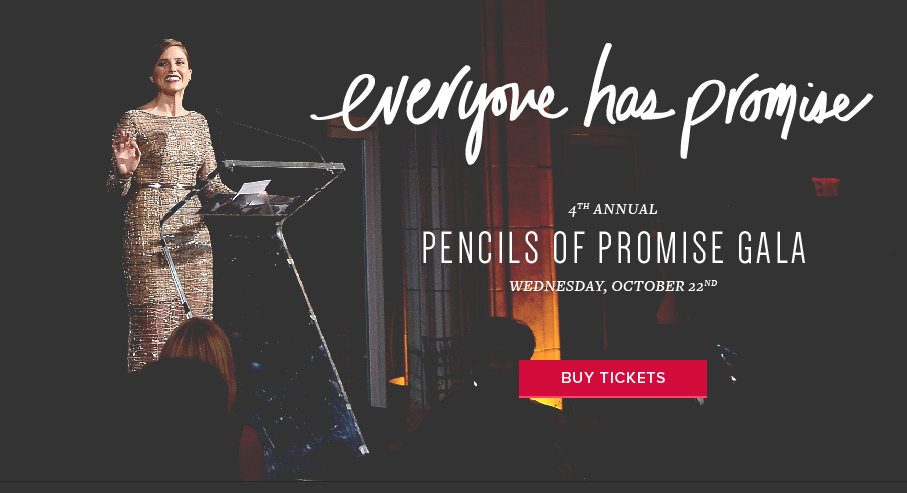 everyone has promise
4TH ANNUAL
PENCILS OF PROMISE GALA
WEDNESDAY, OCTOBER 22ND
BUY TICKETS